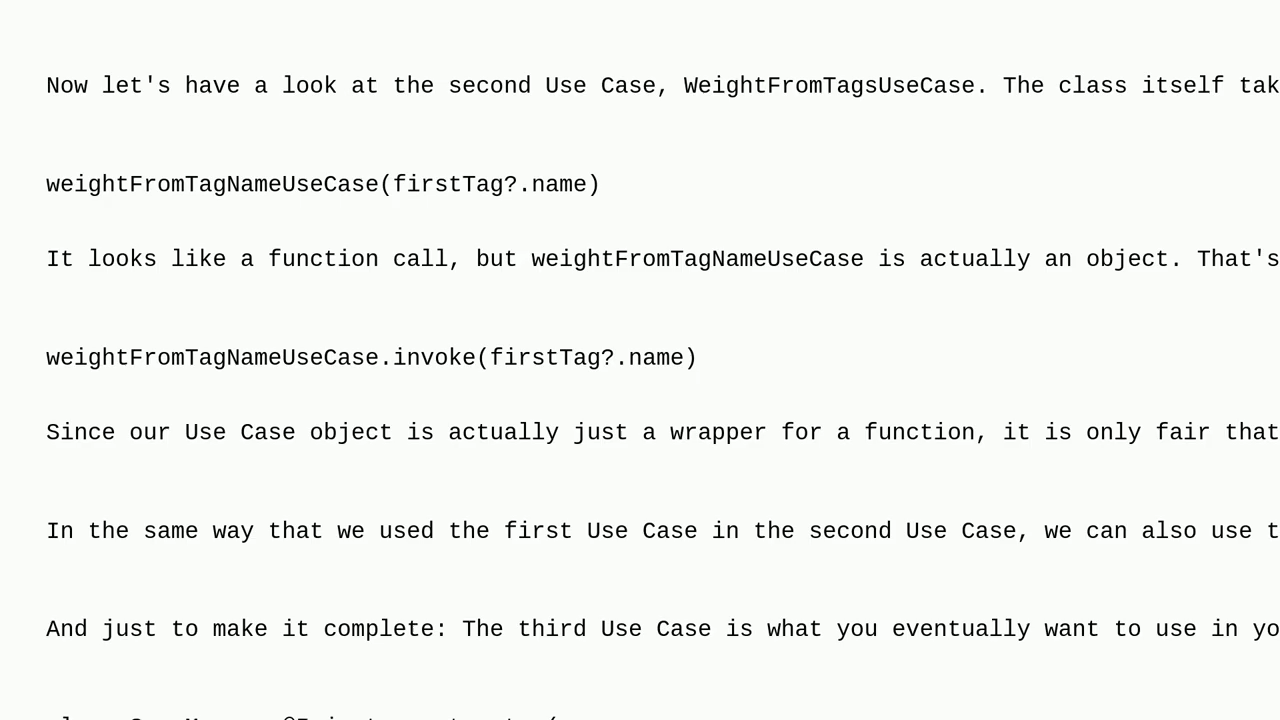 Now let's have a look at the second Use Case, WeightFromTagsUseCase. The class itself tak
weightFromTagNameUseCase(firstTag?.name)
It looks like a function call, but weightFromTagNameUseCase is actually an object. That's
weightFromTagNameUseCase.invoke(firstTag?.name)
Since our Use Case object is actually just a wrapper for a function, it is only fair that
In the same way that we used the first Use Case in the second Use Case, we can also use t
And just to make it complete: The third Use Case is what you eventually want to use in yo